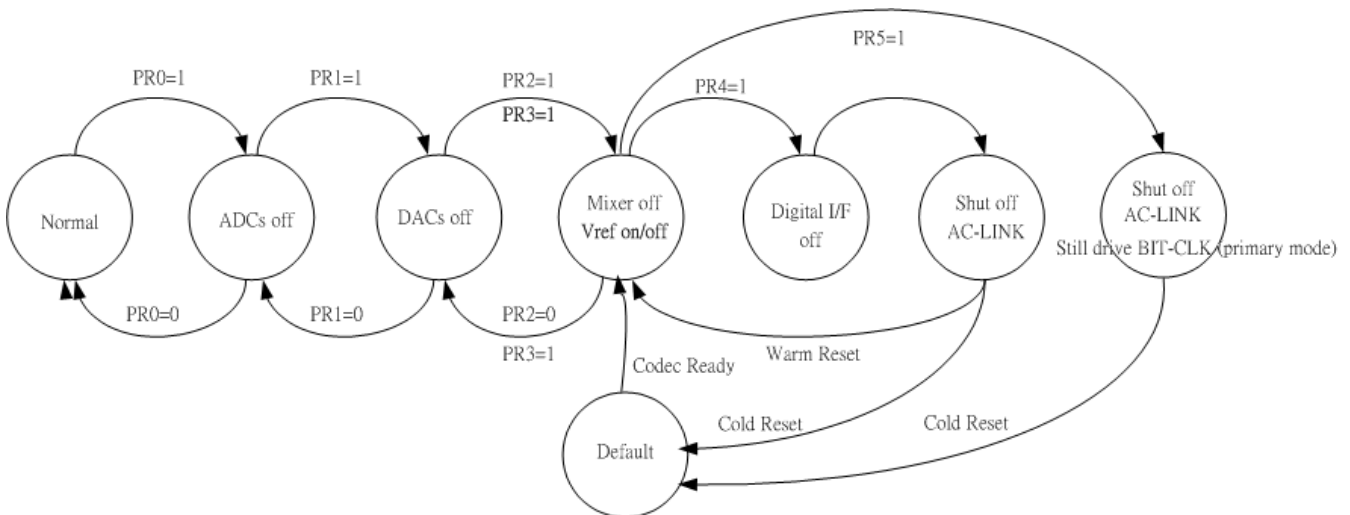 PR5=1
PR0=1
PR1=1
PR2=1
PR3=1
PR4=1
Normal
ADCs off
DACs off
Mixer off
Vref on/off
Digital I/F
off
Shut off
AC-LINK
Shut off
AC-LINK
Still drive BIT-CLK (primary mode)
PR0=0
PR1=0
PR2=0
PR3=1
Codec Ready
Warm Reset
Cold Reset
Cold Reset
Default